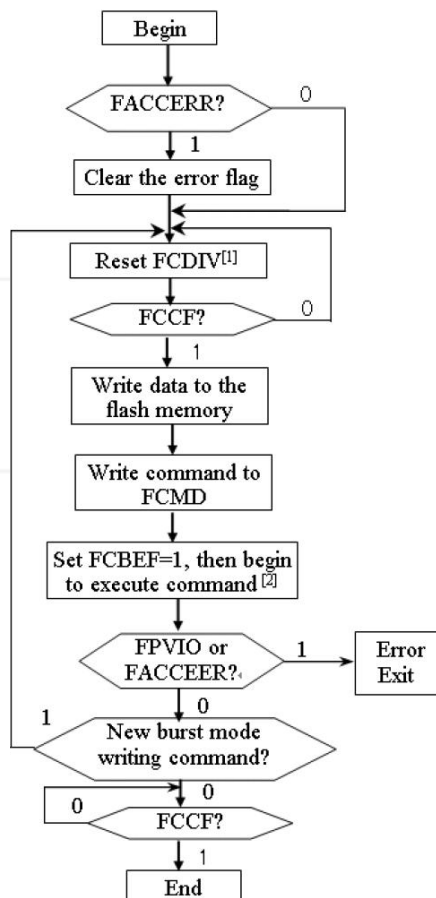 Begin
FACCERR?
0
1
Clear the error flag
Reset FCDIV[1]
FCCF?
0
1
Write data to the
flash memory
Write command to
FCMD
Set FCBEF=1, then begin
to execute command[2]
FPVIO or
FACCEER?
1
Error
Exit
0
1
New burst mode
writing command?
0
0
FCCF?
1
End